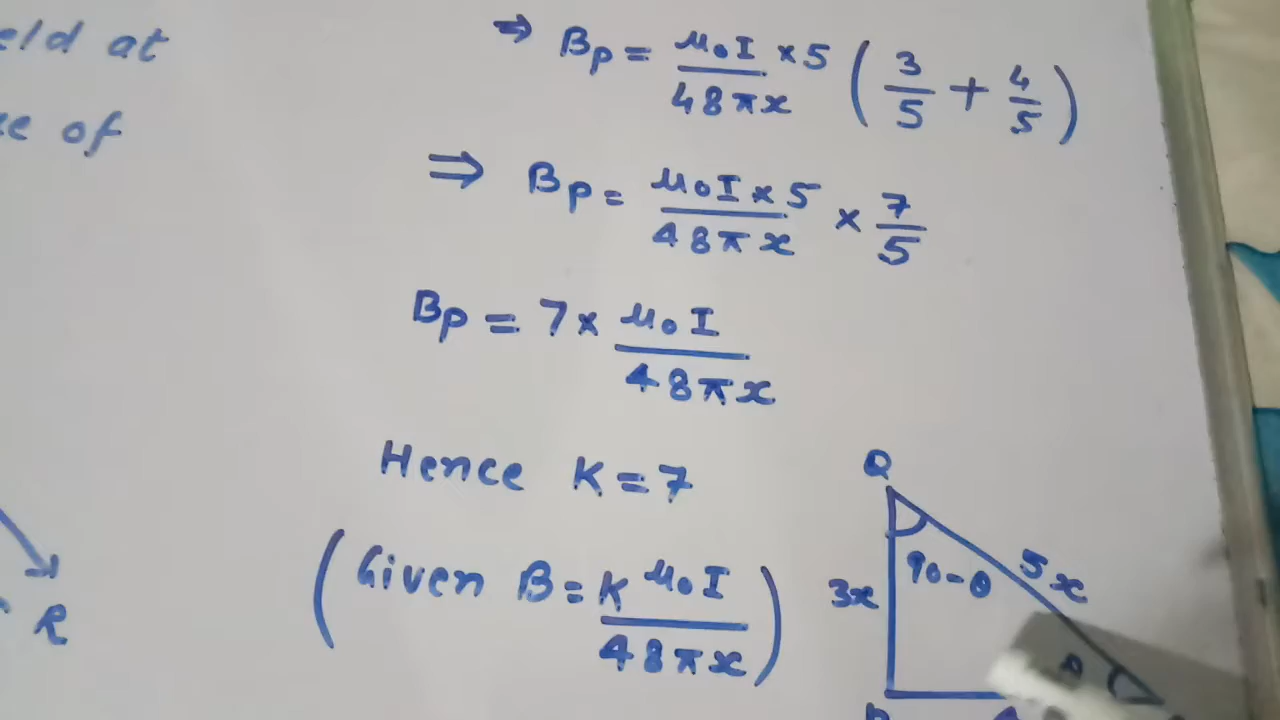 eld at
ce of
R
⇒ Bp = μ₀I × 5 / 48πx ( 3/5 + 4/5 )
⇒ Bp = μ₀I × 5 / 48πx × 7/5
Bp = 7 × μ₀I / 48πx
Hence K = 7
( Given B = K μ₀I / 48πx )
Q
90 - θ
5x
3x
θ